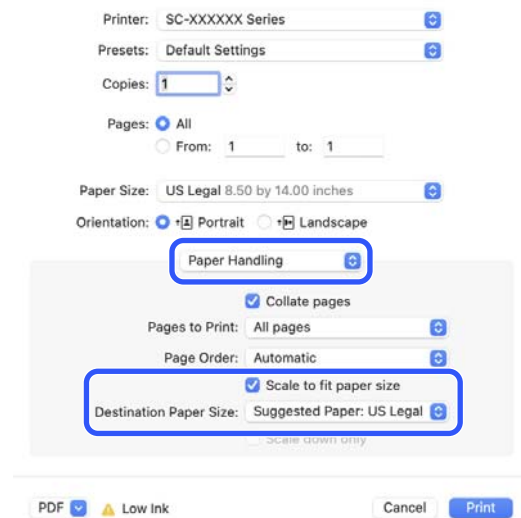 Printer: SC-XXXXXX Series
Presets: Default Settings
Copies: 1
Pages: All
From: 1 to: 1
Paper Size: US Legal 8.50 by 14.00 inches
Orientation: Portrait Landscape
Paper Handling
Collate pages
Pages to Print: All pages
Page Order: Automatic
Scale to fit paper size
Destination Paper Size: Suggested Paper: US Legal
Scale down only
PDF Low Ink Cancel Print